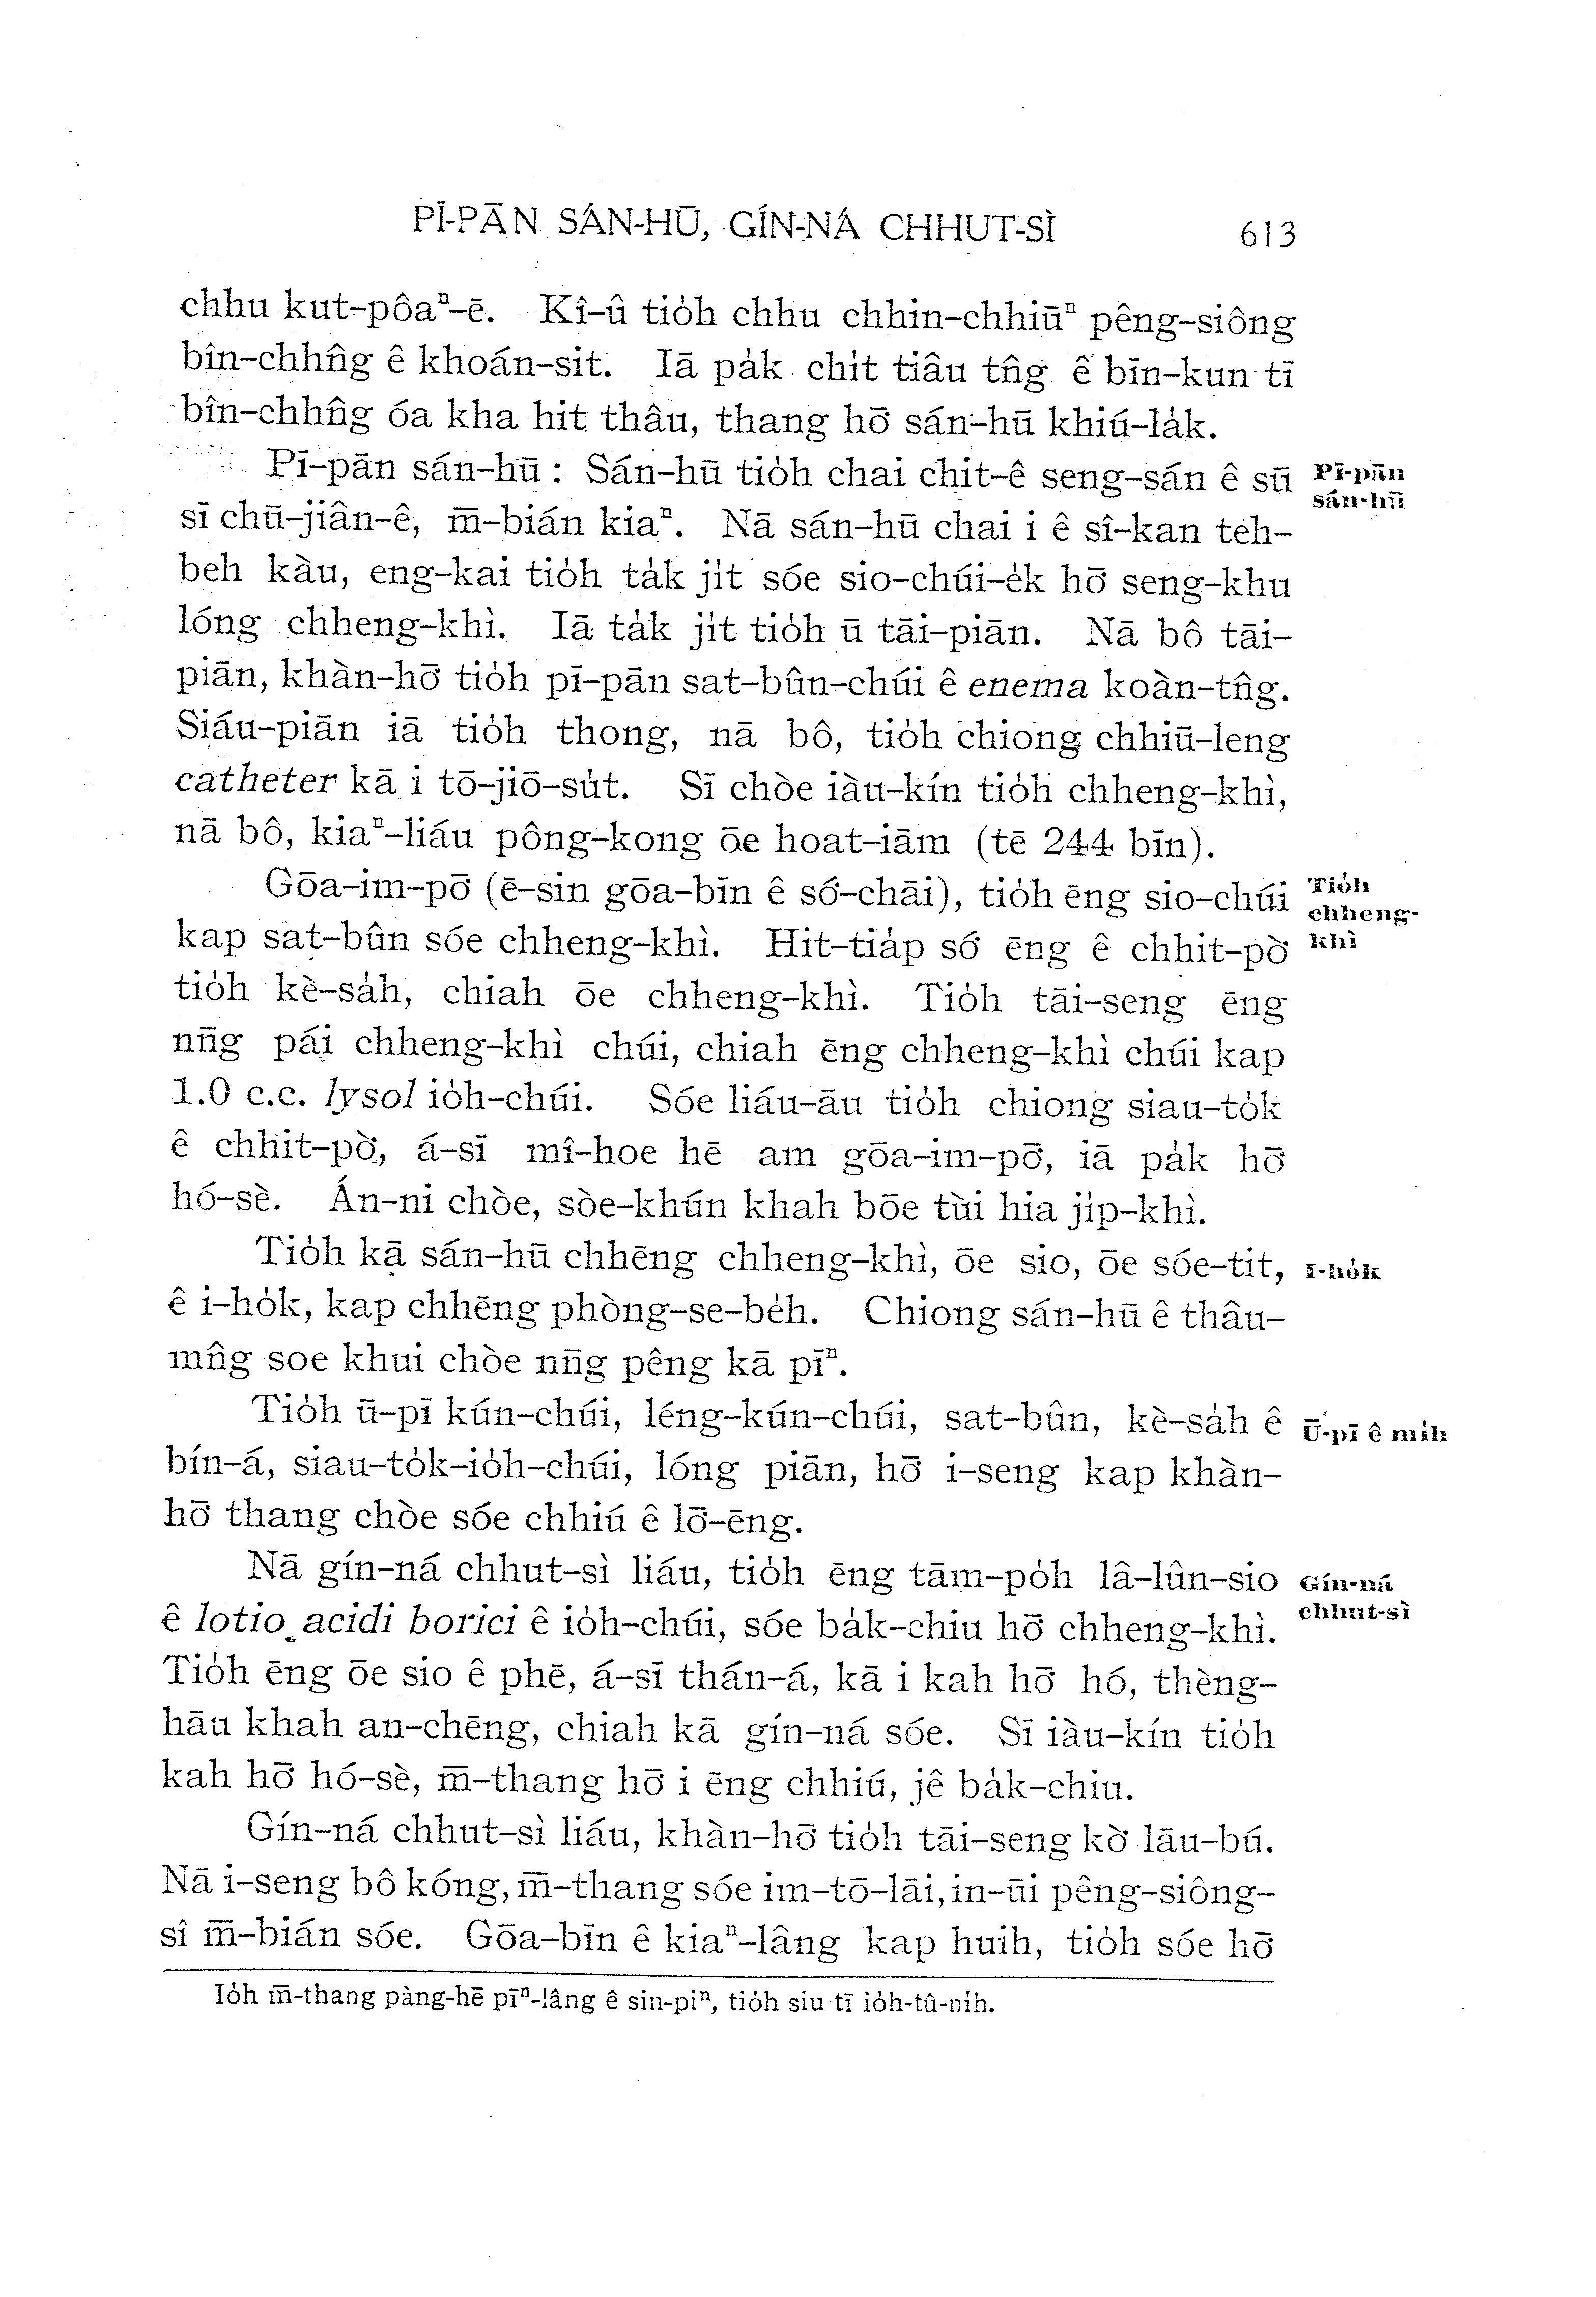 PĪ-PĀN SÁN-HŪ, GÍN-NÁ CHHUT-SÌ 613
chhu kut-pôaⁿ-ē. Kî-û tio̍h chhu chhin-chhiūⁿ pêng-siông
bîn-chhn̂g ê khoán-sit. Iā pa̍k chi̍t tiâu tn̂g ê bīn-kun tī
bîn-chhn̂g óa kha hit thâu, thang hō͘ sán-hū khiú-la̍k.
Pī-pān sán-hū: Sán-hū tio̍h chai chit-ê seng-sán ê sū
sī chū-jiân-ê, m̄-bián kiaⁿ. Nā sán-hū chai i ê sî-kan teh-
beh kàu, eng-kai tio̍h ta̍k ji̍t sóe sio-chúi-e̍k hō͘ seng-khu
lóng chheng-khì. Iā ta̍k ji̍t tio̍h ū tāi-piān. Nā bô tāi-
piān, khàn-hō͘ tio̍h pī-pān sat-bûn-chúi ê enema koàn-tn̂g.
Siáu-piān iā tio̍h thong, nā bô, tio̍h chiong chhiū-leng
catheter kā i tō-jiō-su̍t. Sī chòe iàu-kín tio̍h chheng-khì,
nā bô, kiaⁿ-liáu pông-kong ōe hoat-iām (tē 244 bīn).
Gōa-im-pō͘ (ē-sin gōa-bīn ê só͘-chāi), tio̍h ēng sio-chúi
kap sat-bûn sóe chheng-khì. Hit-tia̍p só͘ ēng ê chhit-pò͘
tio̍h kè-sa̍h, chiah ōe chheng-khì. Tio̍h tāi-seng ēng
nn̄g pái chheng-khì chúi, chiah ēng chheng-khì chúi kap
1.0 c.c. lysol io̍h-chúi. Sóe liáu-āu tio̍h chiong siau-to̍k
ê chhit-pò͘, á-sī mî-hoe hē am gōa-im-pō͘, iā pa̍k hō͘
hó-sè. Án-ni chòe, sòe-khún khah bōe tùi hia ji̍p-khì.
Tio̍h kā sán-hū chhēng chheng-khì, ōe sio, ōe sóe-tit,
ê i-ho̍k, kap chhēng phòng-se-be̍h. Chiong sán-hū ê thâu-
mn̂g soe khui chòe nn̄g pêng kā pīⁿ.
Tio̍h ū-pī kún-chúi, léng-kún-chúi, sat-bûn, kè-sa̍h ê
bín-á, siau-to̍k-io̍h-chúi, lóng piān, hō͘ i-seng kap khàn-
hō͘ thang chòe sóe chhiú ê lō͘-ēng.
Nā gín-ná chhut-sì liáu, tio̍h ēng tām-po̍h lâ-lûn-sio
ê lotio acidi borici ê io̍h-chúi, sóe ba̍k-chiu hō͘ chheng-khì.
Tio̍h ēng ōe sio ê phē, á-sī thán-á, kā i kah hō͘ hó, thèng-
hāu khah an-chēng, chiah kā gín-ná sóe. Sī iàu-kín tio̍h
kah hō͘ hó-sè, m̄-thang hō͘ i ēng chhiú, jê ba̍k-chiu.
Gín-ná chhut-sì liáu, khàn-hō͘ tio̍h tāi-seng kò͘ lāu-bú.
Nā i-seng bô kóng, m̄-thang sóe im-tō-lāi, in-ūi pêng-siông-
sî m̄-bián sóe. Gōa-bīn ê kiaⁿ-lâng kap huih, tio̍h sóe hō͘
Pī-pān
sán-hū
Tio̍h
chheng-
khì
I-ho̍k
Ū-pī ê mi̍h
Gín-ná
chhut-sì
Io̍h m̄-thang pàng-hē pīⁿ-lâng ê sin-piⁿ, tio̍h siu tī io̍h-tû-ni̍h.